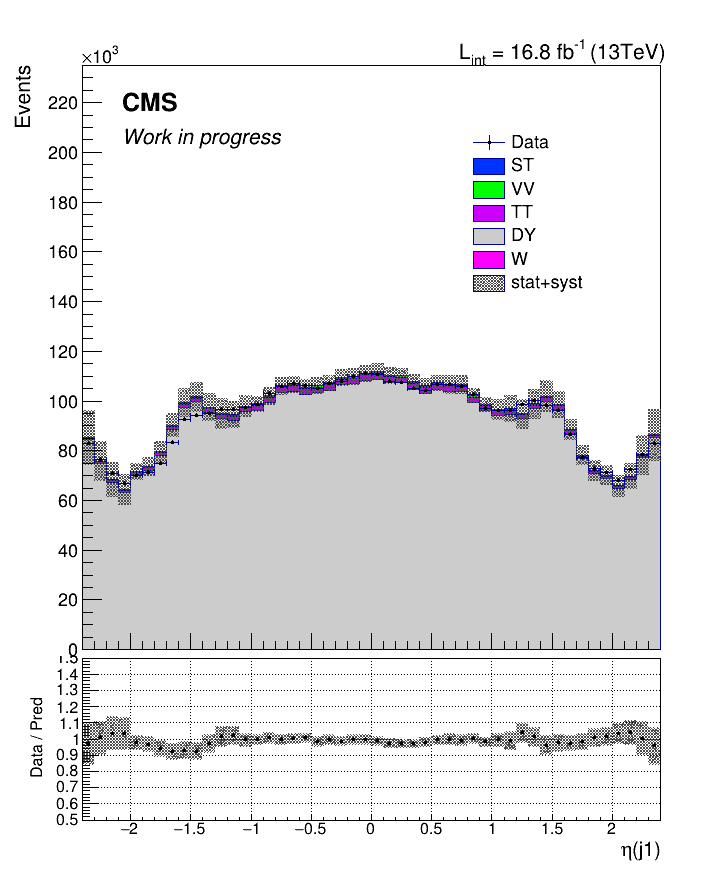 ×10³
L_int = 16.8 fb⁻¹ (13TeV)
Events
CMS
Work in progress
Data
ST
VV
TT
DY
W
stat+syst
220
200
180
160
140
120
100
80
60
40
20
0
Data / Pred
1.5
1.4
1.3
1.2
1.1
1
0.9
0.8
0.7
0.6
0.5
−2 −1.5 −1 −0.5 0 0.5 1 1.5 2
η(j1)